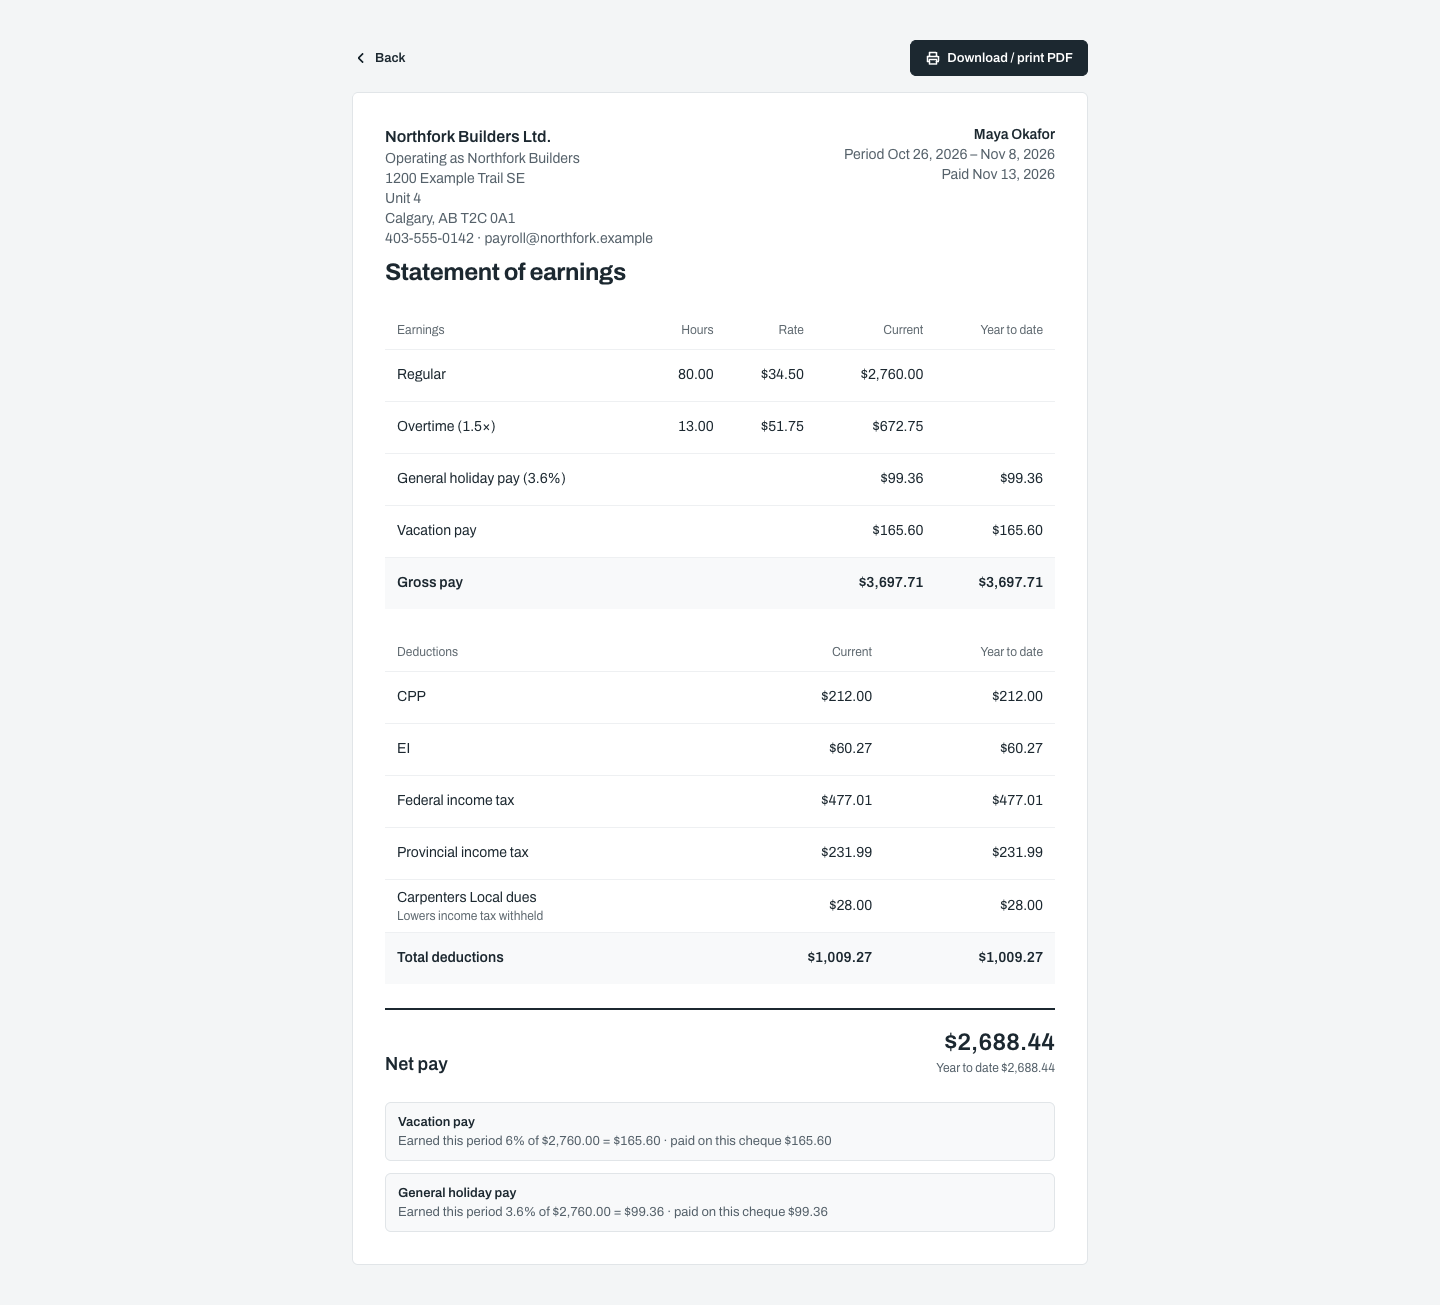 Back
Download / print PDF
Northfork Builders Ltd.
Operating as Northfork Builders
1200 Example Trail SE
Unit 4
Calgary, AB T2C 0A1
403-555-0142 · payroll@northfork.example
Maya Okafor
Period Oct 26, 2026 – Nov 8, 2026
Paid Nov 13, 2026
Statement of earnings
Earnings Hours Rate Current Year to date
Regular 80.00 $34.50 $2,760.00
Overtime (1.5×) 13.00 $51.75 $672.75
General holiday pay (3.6%) $99.36 $99.36
Vacation pay $165.60 $165.60
Gross pay $3,697.71 $3,697.71
Deductions Current Year to date
CPP $212.00 $212.00
EI $60.27 $60.27
Federal income tax $477.01 $477.01
Provincial income tax $231.99 $231.99
Carpenters Local dues $28.00 $28.00
Lowers income tax withheld
Total deductions $1,009.27 $1,009.27
Net pay $2,688.44
Year to date $2,688.44
Vacation pay
Earned this period 6% of $2,760.00 = $165.60 · paid on this cheque $165.60
General holiday pay
Earned this period 3.6% of $2,760.00 = $99.36 · paid on this cheque $99.36